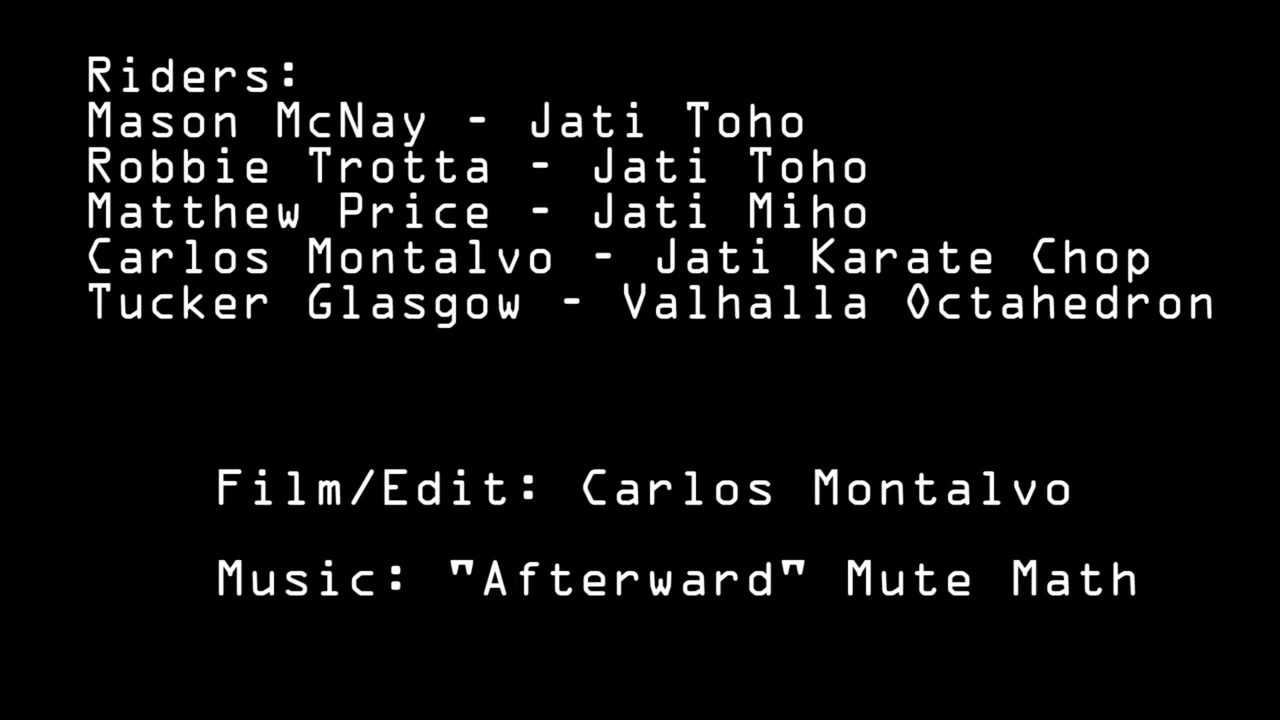 Riders:
Mason McNay - Jati Toho
Robbie Trotta - Jati Toho
Matthew Price - Jati Miho
Carlos Montalvo - Jati Karate Chop
Tucker Glasgow - Valhalla Octahedron
Film/Edit: Carlos Montalvo
Music: "Afterward" Mute Math